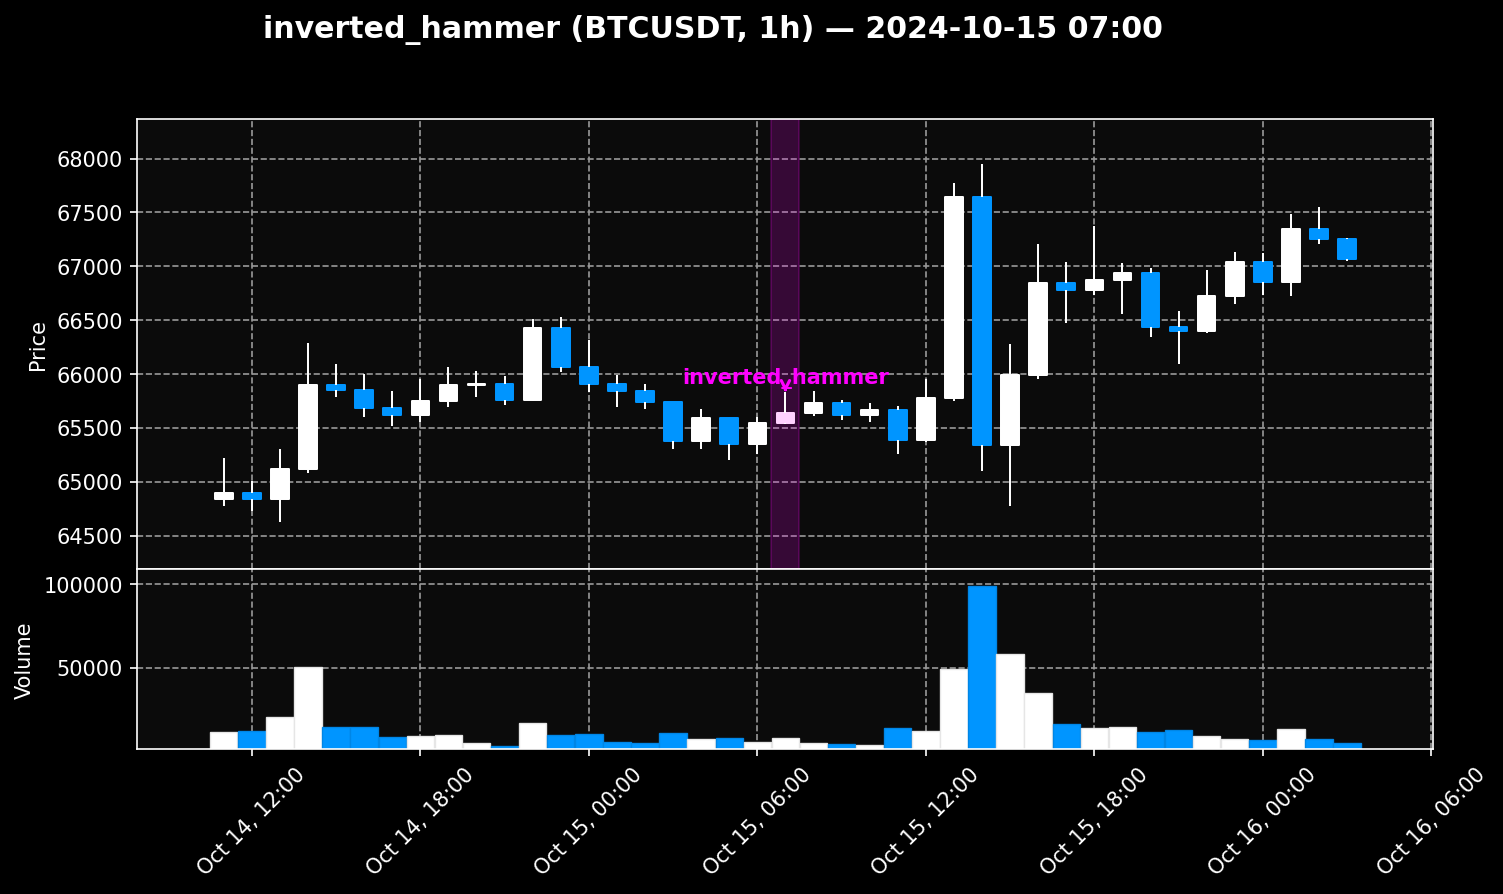 inverted_hammer (BTCUSDT, 1h) — 2024-10-15 07:00
68000
67500
67000
66500
66000
65500
65000
64500
Price
inverted_hammer
100000
50000
Volume
Oct 14, 12:00
Oct 14, 18:00
Oct 15, 00:00
Oct 15, 06:00
Oct 15, 12:00
Oct 15, 18:00
Oct 16, 00:00
Oct 16, 06:00